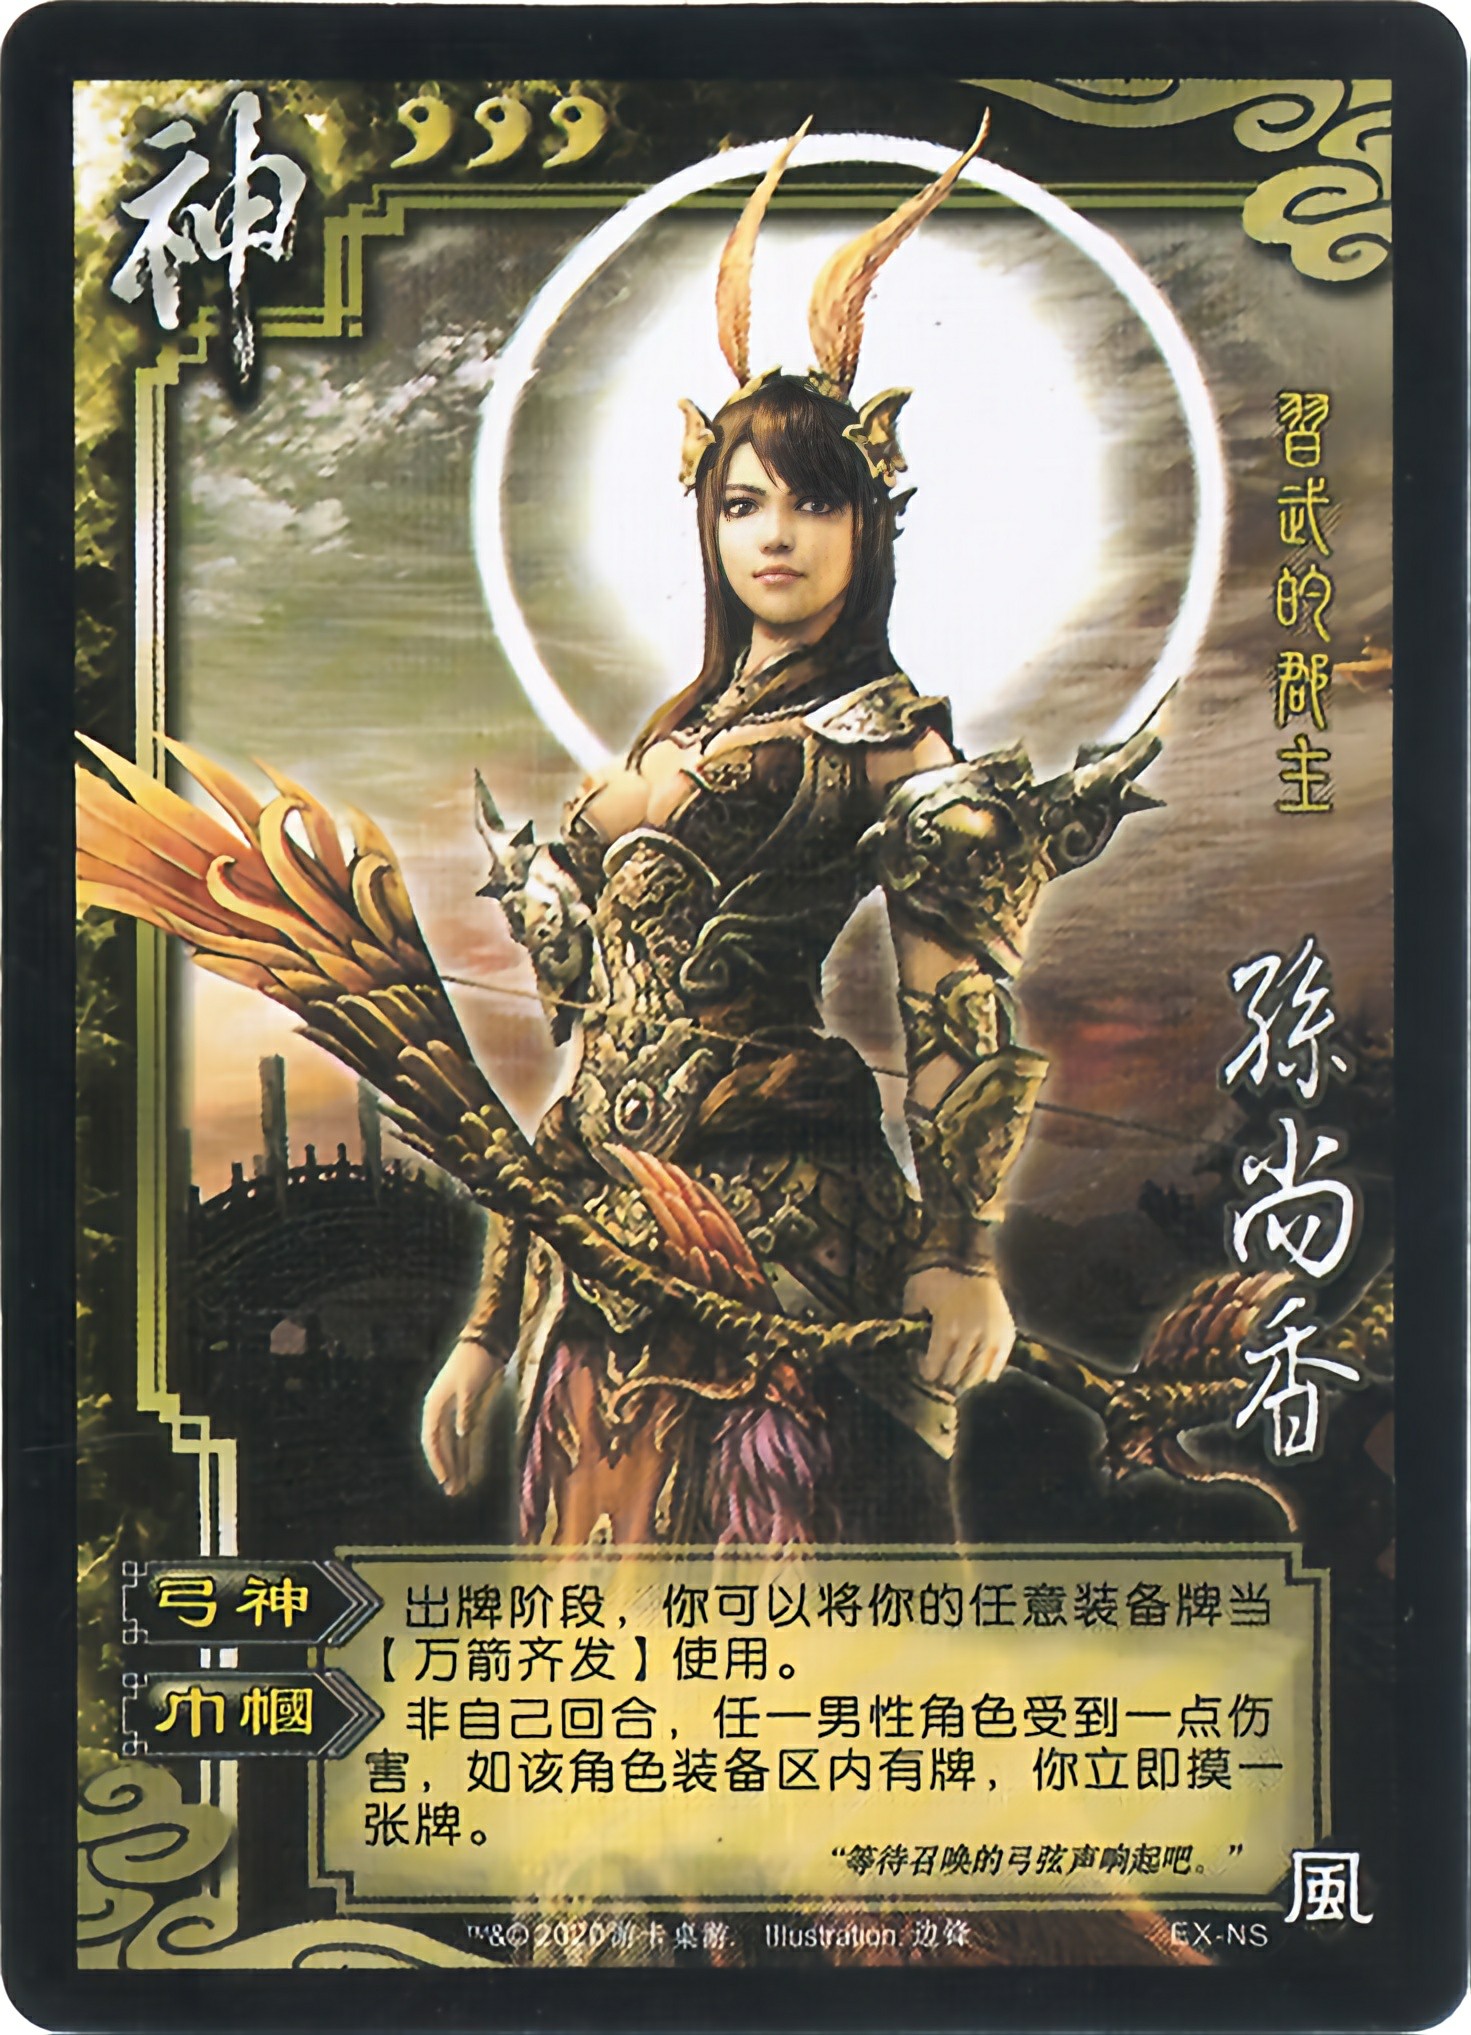 神
習武的郡主
孫尚香
弓神
出牌阶段，你可以将你的任意装备牌当
【万箭齐发】使用。
巾幗
非自己回合，任一男性角色受到一点伤
害，如该角色装备区内有牌，你立即摸一
张牌。
“等待召唤的弓弦声响起吧。”
風
™&© 2020 游卡桌游. Illustration. 边锋
EX-NS